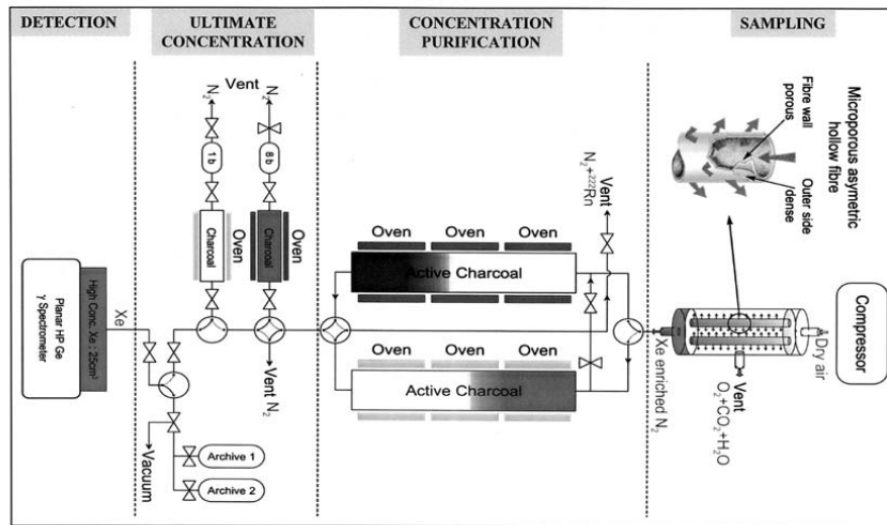 DETECTION
ULTIMATE
CONCENTRATION
CONCENTRATION
PURIFICATION
SAMPLING
Vent
N2
N2
1 b
8 b
Charcoal
Oven
Charcoal
Oven
Vent N2
Planar HP Ge
γ Spectrometer
High Conc. Xe : 25cm3
Xe
Vacuum
Archive 1
Archive 2
Oven
Oven
Oven
Active Charcoal
Oven
Oven
Oven
Active Charcoal
Vent
N2+222Rn
Xe enriched N2
Microporous asymetric
hollow fibre
Fibre wall
porous
Outer side
dense
Compressor
Dry air
Vent
O2+CO2+H2O